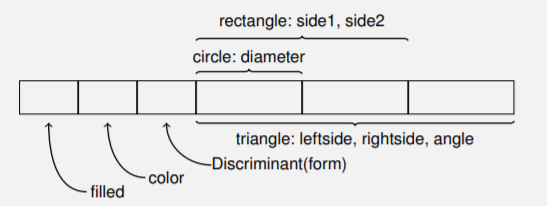 rectangle: side1, side2
circle: diameter
triangle: leftside, rightside, angle
Discriminant(form)
color
filled